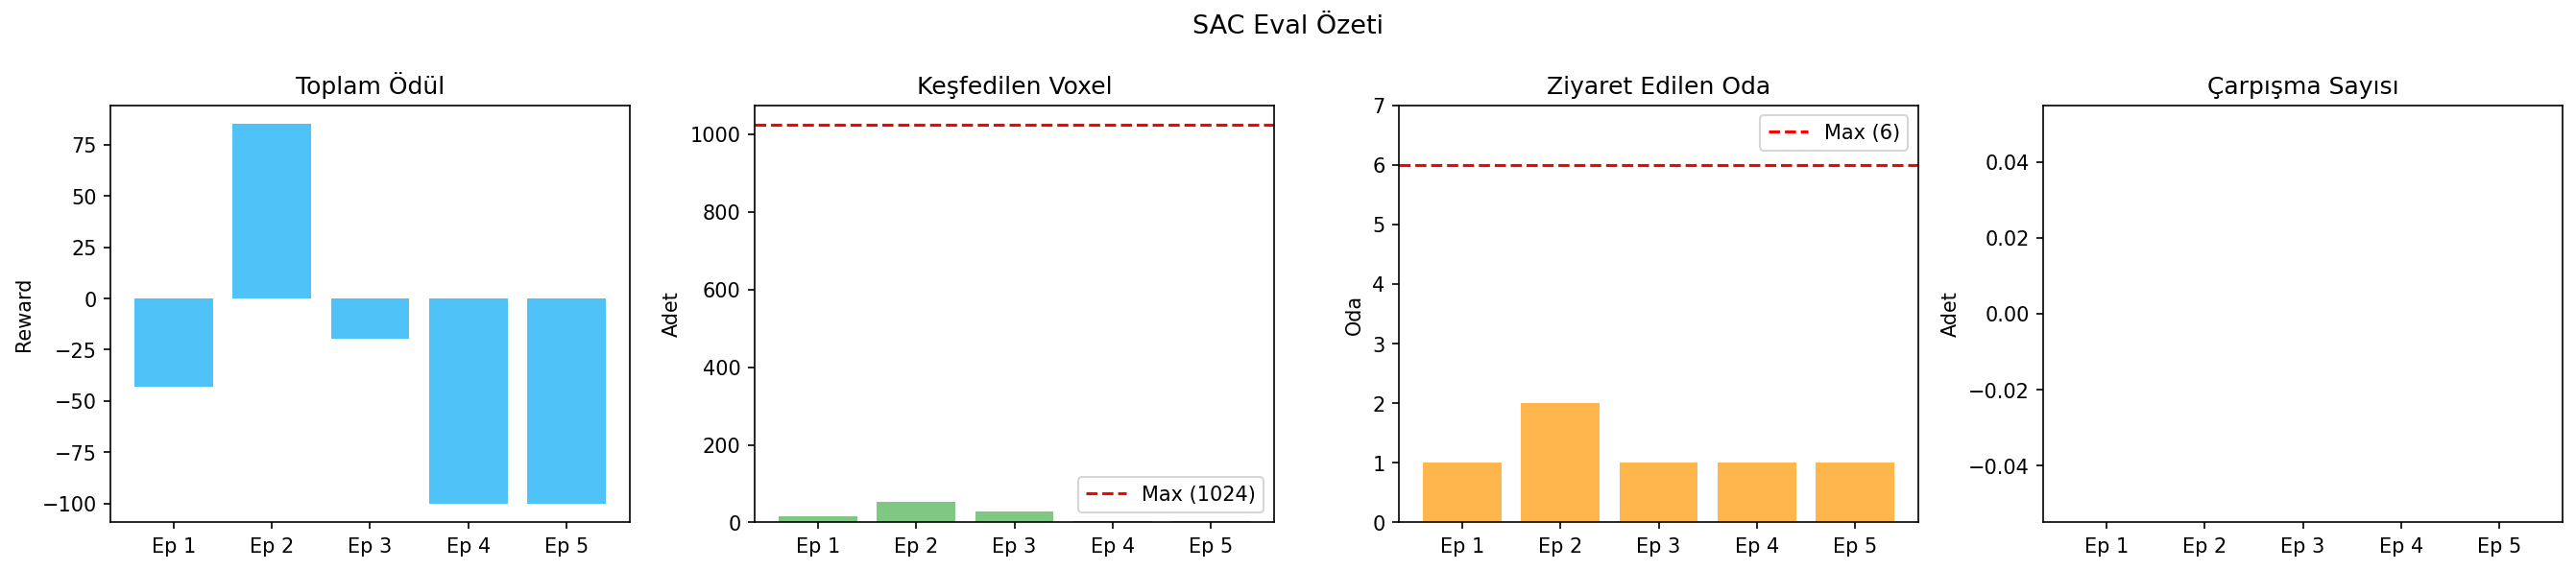 SAC Eval Özeti
Toplam Ödül
Reward
75
50
25
0
−25
−50
−75
−100
Ep 1 Ep 2 Ep 3 Ep 4 Ep 5
Keşfedilen Voxel
Adet
1000
800
600
400
200
0
Max (1024)
Ep 1 Ep 2 Ep 3 Ep 4 Ep 5
Ziyaret Edilen Oda
Oda
7
6
5
4
3
2
1
0
Max (6)
Ep 1 Ep 2 Ep 3 Ep 4 Ep 5
Çarpışma Sayısı
Adet
0.04
0.02
0.00
−0.02
−0.04
Ep 1 Ep 2 Ep 3 Ep 4 Ep 5